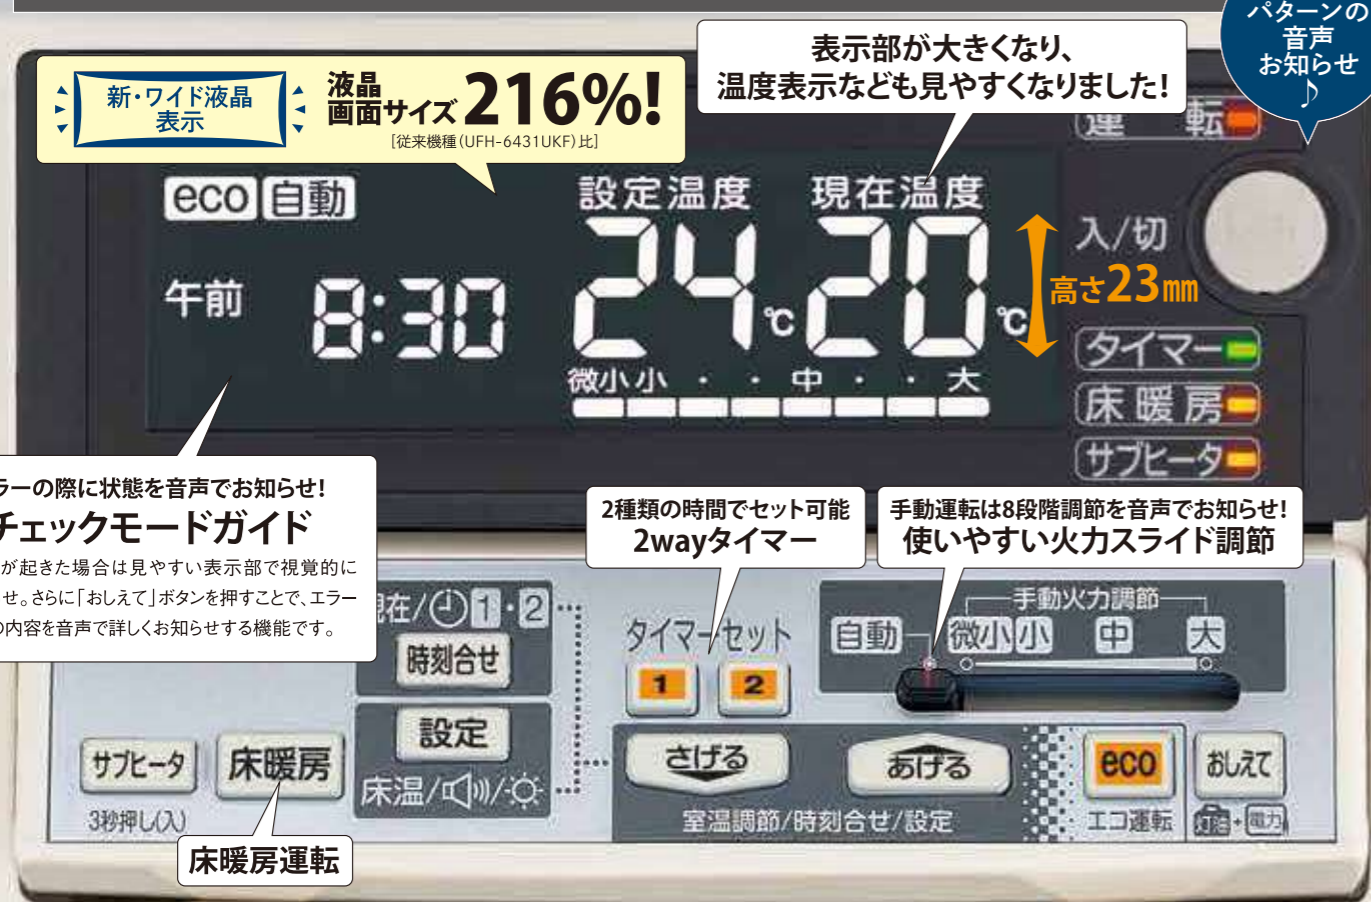 パターンの
音声
お知らせ
♪
表示部が大きくなり、
温度表示なども見やすくなりました!
新・ワイド液晶
表示
液晶
画面サイズ216%!
[従来機種(UFH-6431UKF)比]
運転
eco 自動
設定温度 現在温度
午前 8:30
24℃ 20℃
高さ23mm
入/切
微小 小 ・ ・ 中 ・ ・ 大
タイマー
床暖房
サブヒータ
ラーの際に状態を音声でお知らせ!
チェックモードガイド
が起きた場合は見やすい表示部で視覚的に
せ。さらに「おしえて」ボタンを押すことで、エラー
の内容を音声で詳しくお知らせする機能です。
2種類の時間でセット可能
2wayタイマー
手動運転は8段階調節を音声でお知らせ!
使いやすい火力スライド調節
現在/1・2
時刻合せ
設定
床温/
サブヒータ
3秒押し(入)
床暖房
床暖房運転
タイマーセット
1 2
自動
手動火力調節
微小 小 中 大
さげる
あげる
室温調節/時刻合せ/設定
eco
エコ運転
おしえて
灯油・電力